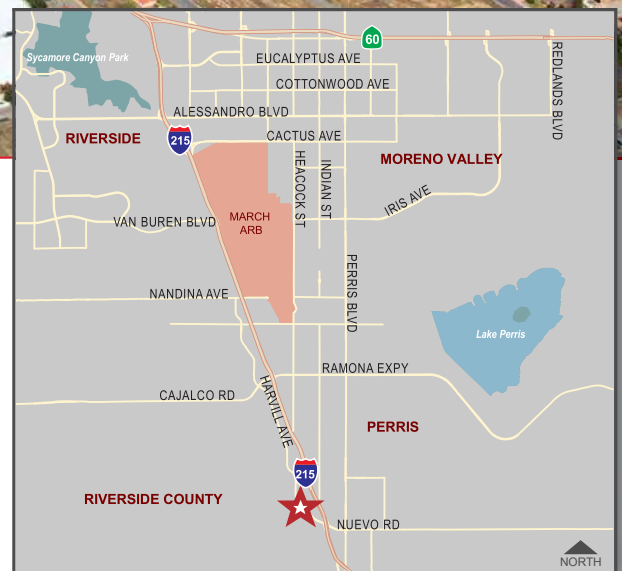 60
Sycamore Canyon Park
EUCALYPTUS AVE
REDLANDS BLVD
COTTONWOOD AVE
ALESSANDRO BLVD
RIVERSIDE
215
CACTUS AVE
HEACOCK ST
INDIAN ST
MORENO VALLEY
IRIS AVE
VAN BUREN BLVD
MARCH
ARB
PERRIS BLVD
NANDINA AVE
Lake Perris
RAMONA EXPY
CAJALCO RD
HARVILL AVE
PERRIS
215
RIVERSIDE COUNTY
NUEVO RD
NORTH